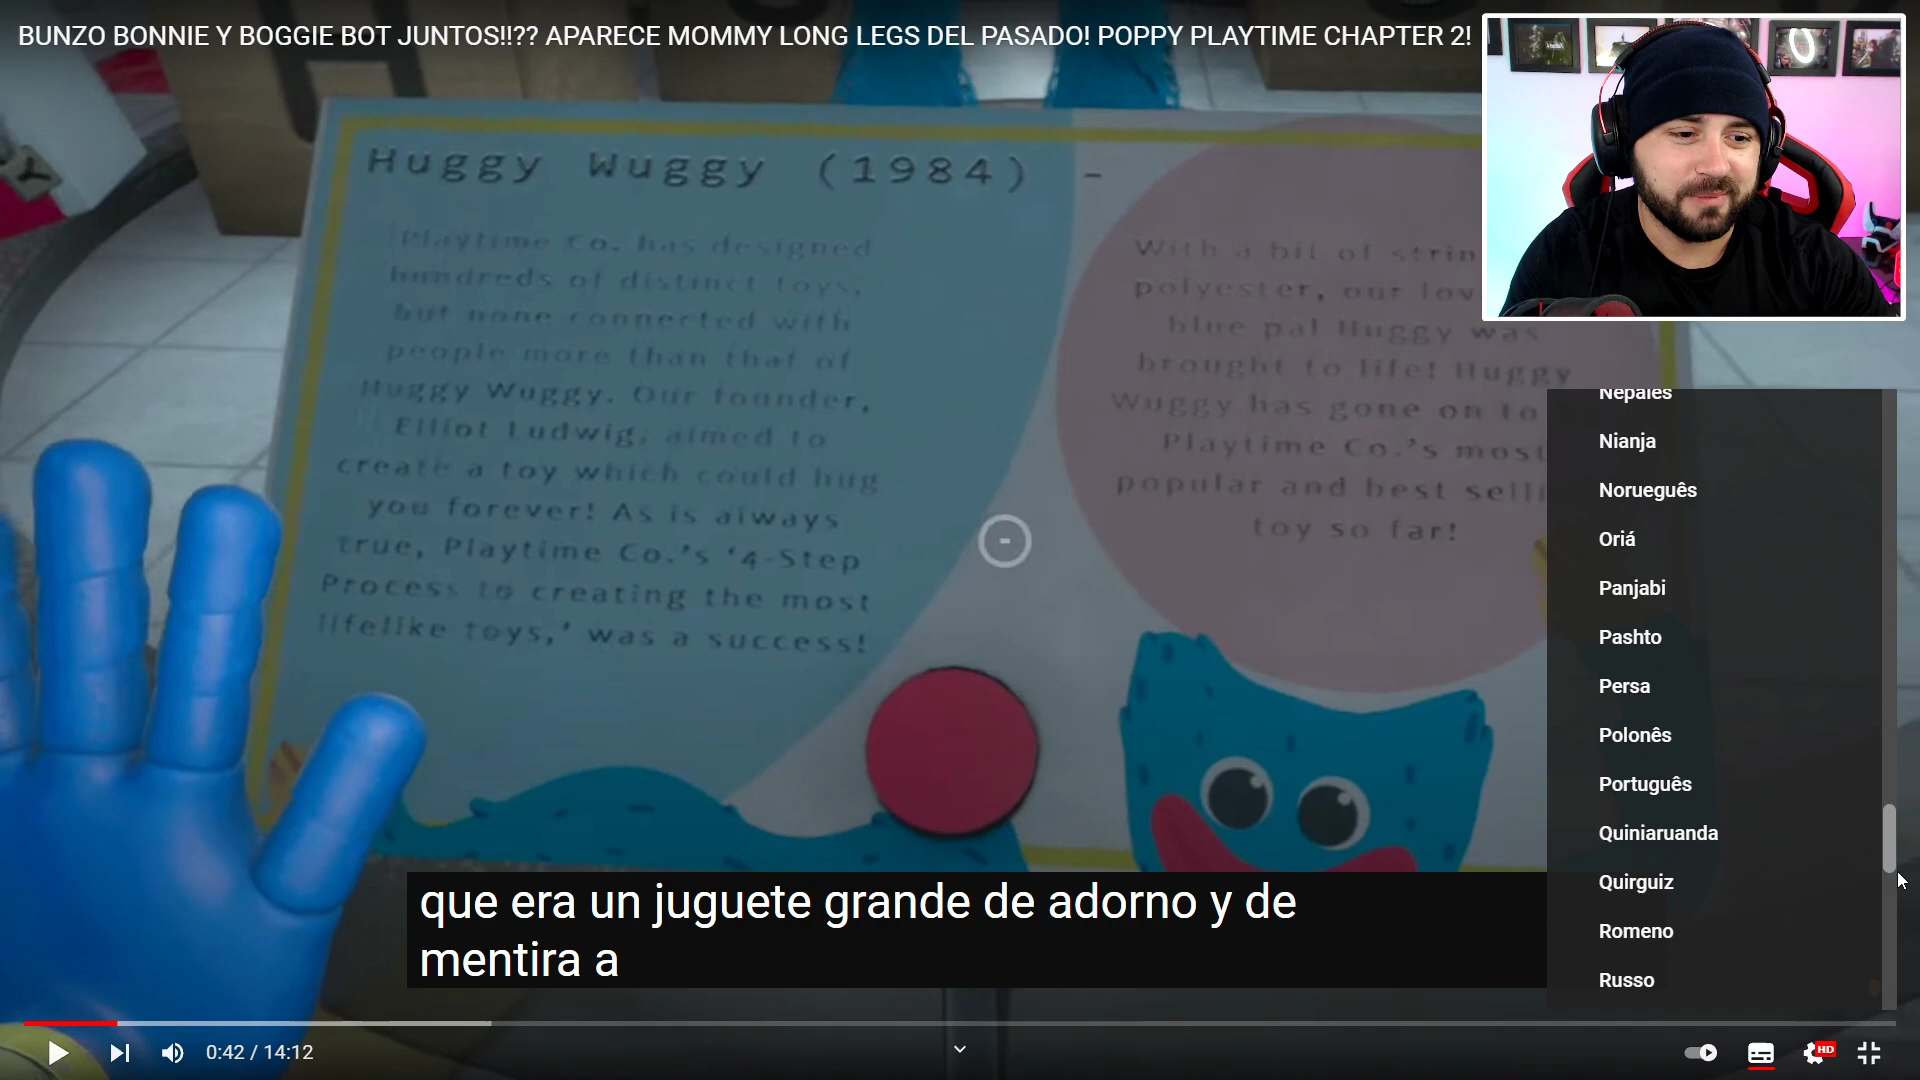 BUNZO BONNIE Y BOGGIE BOT JUNTOS!!?? APARECE MOMMY LONG LEGS DEL PASADO! POPPY PLAYTIME CHAPTER 2!
Huggy Wuggy (1984) -
Playtime Co. has designed
hundreds of distinct toys,
but none connected with
people more than that of
Huggy Wuggy. Our founder,
Elliot Ludwig, aimed to
create a toy which could hug
you forever! As is always
true, Playtime Co.'s '4-Step
Process to creating the most
lifelike toys,' was a success!
With a bit of
polyester, our
blue pal Huggy was
brought to life! Huggy
Wuggy has gone on to
Playtime Co.'s most
popular and best
toy so far!
Nepalês
Nianja
Norueguês
Oriá
Panjabi
Pashto
Persa
Polonês
Português
Quiniaruanda
Quirguiz
Romeno
Russo
que era un juguete grande de adorno y de
mentira a
0:42 / 14:12
HD